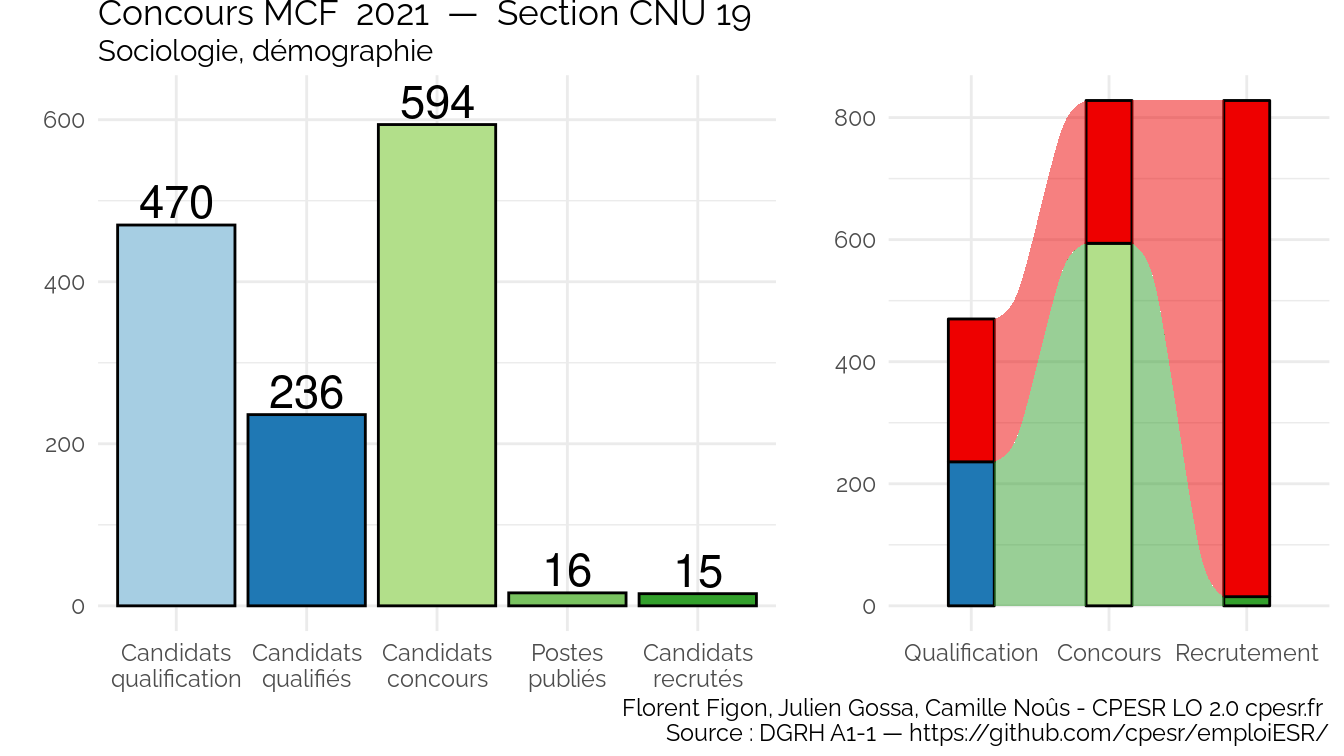 Concours MCF  2021  —  Section CNU 19
Sociologie, démographie
600
400
200
0
470
236
594
16
15
Candidats
qualification
Candidats
qualifiés
Candidats
concours
Postes
publiés
Candidats
recrutés
800
600
400
200
0
Qualification
Concours
Recrutement
Florent Figon, Julien Gossa, Camille Noûs - CPESR LO 2.0 cpesr.fr
Source : DGRH A1-1 — https://github.com/cpesr/emploiESR/